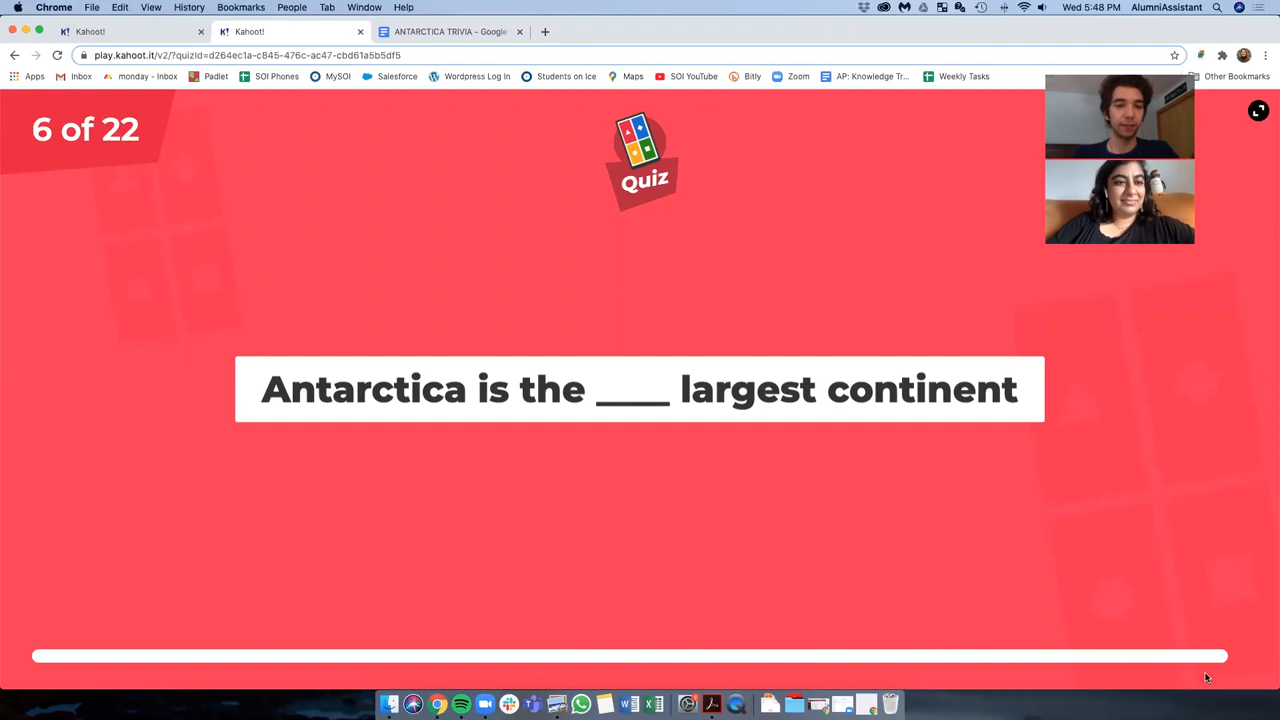 Chrome File Edit View History Bookmarks People Tab Window Help Wed 5:48 PM AlumniAssistant
Kahoot! Kahoot! ANTARCTICA TRIVIA - Google
play.kahoot.it/v2/?quizId=d264ec1a-c845-476c-ac47-cbd61a5b5df5
Apps Inbox monday - Inbox Padlet SOI Phones MySOI Salesforce Wordpress Log In Students on Ice Maps SOI YouTube Bitly Zoom AP: Knowledge Tr... Weekly Tasks Other Bookmarks
6 of 22
Quiz
Antarctica is the ____ largest continent